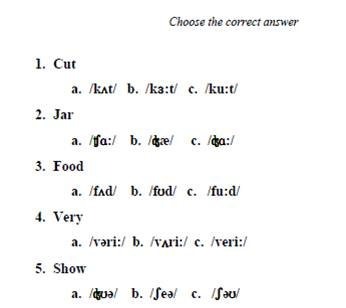 Choose the correct answer
1. Cut
a. /kʌt/ b. /kɜ:t/ c. /ku:t/
2. Jar
a. /ʧɑ:/ b. /ʤæ/ c. /ʤɑ:/
3. Food
a. /fʌd/ b. /fʊd/ c. /fu:d/
4. Very
a. /vəri:/ b. /vʌri:/ c. /veri:/
5. Show
a. /ʤʊə/ b. /ʃeə/ c. /ʃəʊ/